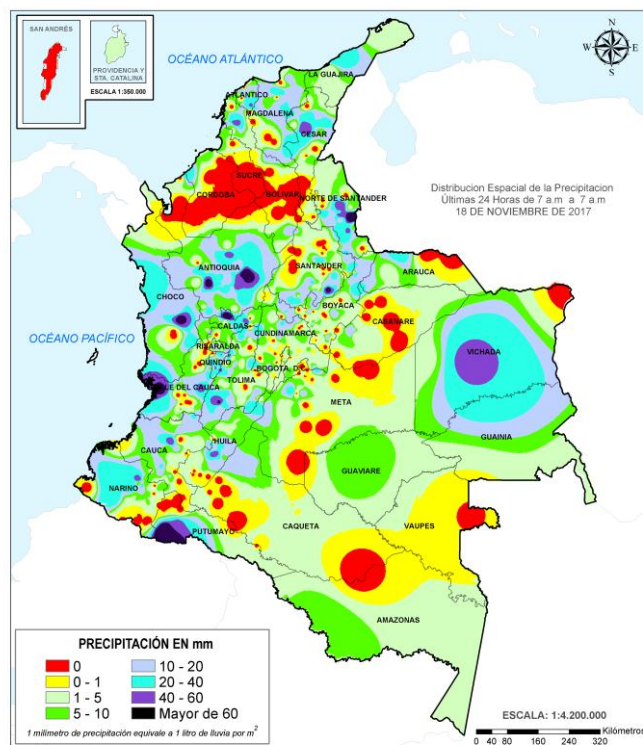 SAN ANDRÉS
PROVIDENCIA Y
STA. CATALINA
ESCALA 1:350.000
OCÉANO ATLÁNTICO
N
W E
S
LA GUAJIRA
ATLANTICO
MAGDALENA
CESAR
SUCRE
CORDOBA
BOLIVAR
NORTE DE SANTANDER
Distribucion Espacial de la Precipitacion
Últimas 24 Horas de 7 a.m a 7 a.m
18 DE NOVIEMBRE DE 2017
ANTIOQUIA
SANTANDER
ARAUCA
CHOCO
BOYACA
OCÉANO PACÍFICO
CALDAS
CUNDINAMARCA
CASANARE
RISARALDA
VICHADA
QUINDIO
BOGOTA, D.C.
TOLIMA
LE DEL CAUCA
META
GUAINIA
CAUCA
HUILA
GUAVIARE
NARIÑO
CAQUETA
VAUPES
PUTUMAYO
AMAZONAS
PRECIPITACIÓN EN mm
0 10 - 20
0 - 1 20 - 40
1 - 5 40 - 60
5 - 10 Mayor de 60
1 milímetro de precipitación equivale a 1 litro de lluvia por m2
ESCALA: 1:4.200.000
0 40 80 160 240 320 Kilómetros